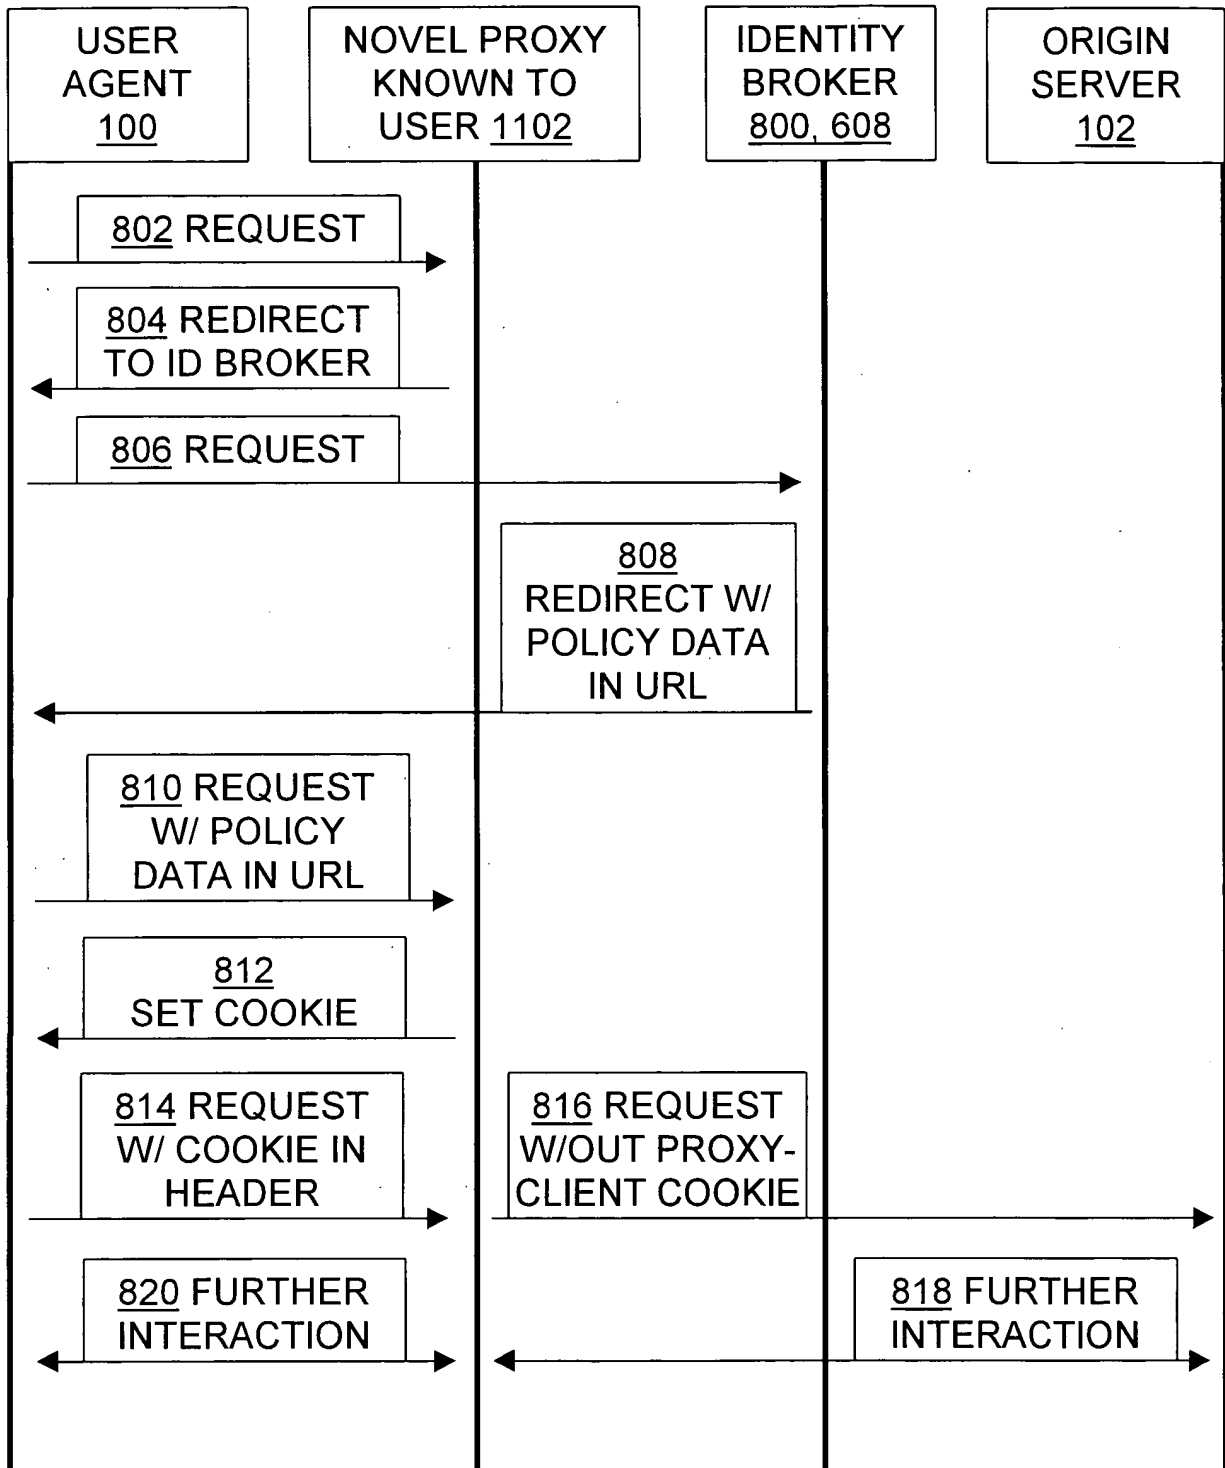 USER
AGENT
100
NOVEL PROXY
KNOWN TO
USER 1102
IDENTITY
BROKER
800, 608
ORIGIN
SERVER
102
802 REQUEST
804 REDIRECT
TO ID BROKER
806 REQUEST
808
REDIRECT W/
POLICY DATA
IN URL
810 REQUEST
W/ POLICY
DATA IN URL
812
SET COOKIE
814 REQUEST
W/ COOKIE IN
HEADER
816 REQUEST
W/OUT PROXY-
CLIENT COOKIE
820 FURTHER
INTERACTION
818 FURTHER
INTERACTION